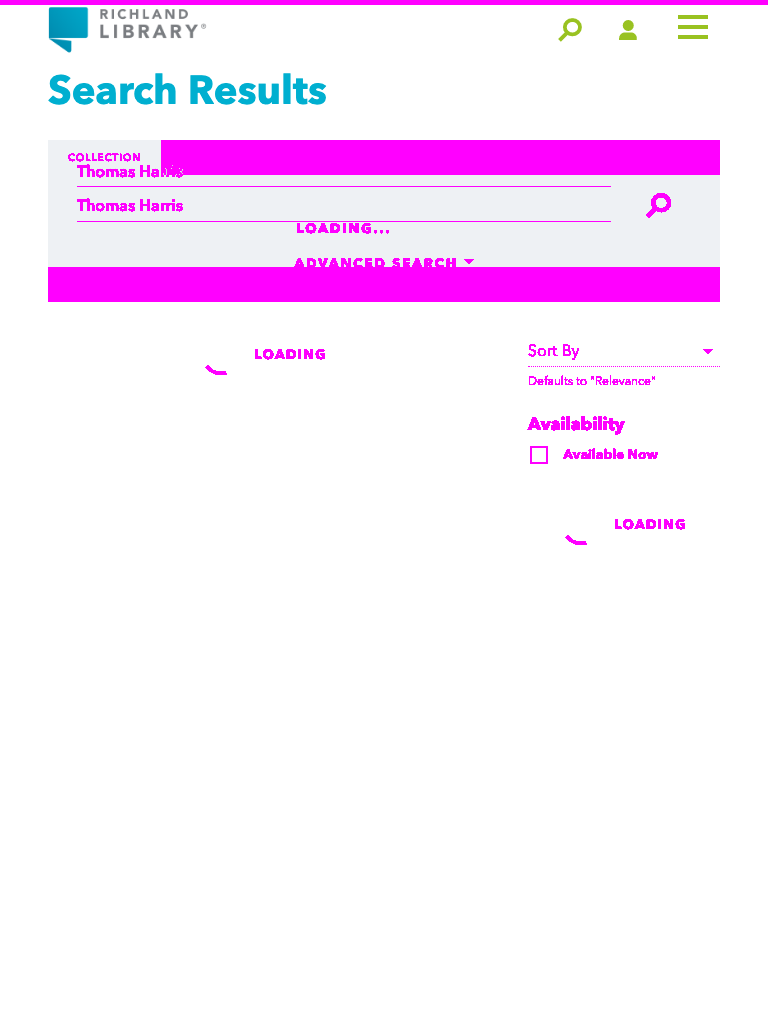 RICHLAND
LIBRARY®
Search Results
COLLECTION
Thomas Harris
Thomas Harris
LOADING...
ADVANCED SEARCH
LOADING
Sort By
Defaults to "Relevance"
Availability
Available Now
LOADING